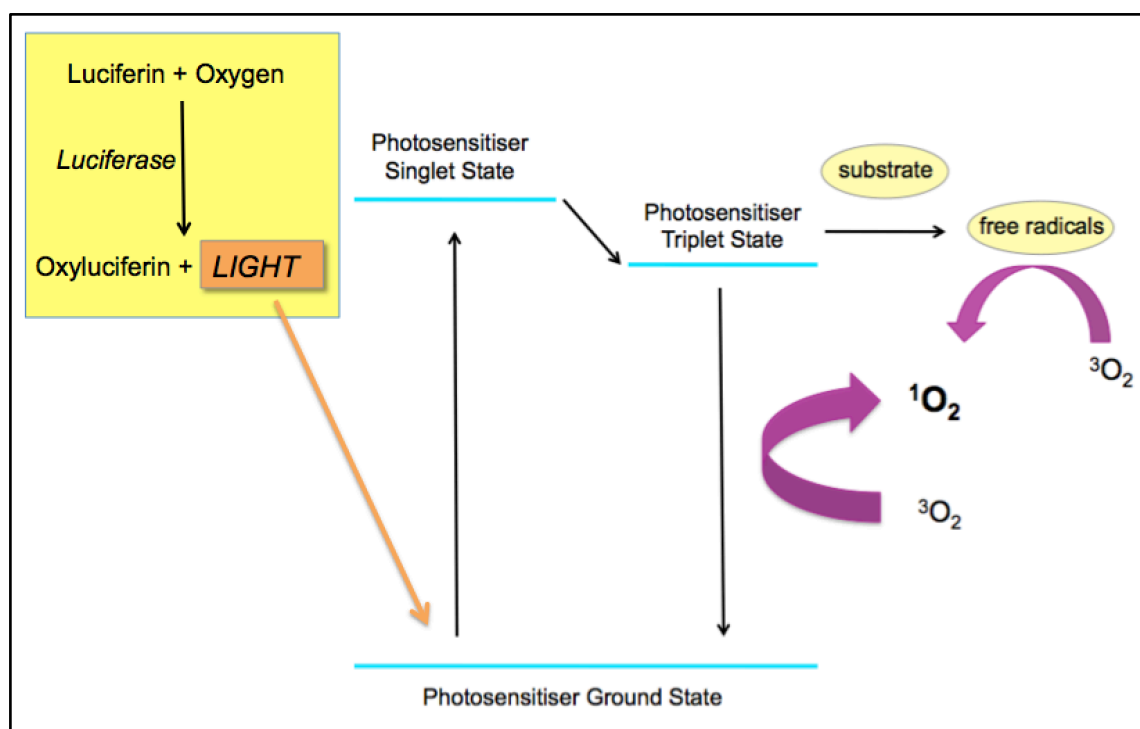 Luciferin + Oxygen
Luciferase
Oxyluciferin + LIGHT
Photosensitiser
Singlet State
Photosensitiser
Triplet State
substrate
free radicals
³O₂
¹O₂
³O₂
Photosensitiser Ground State